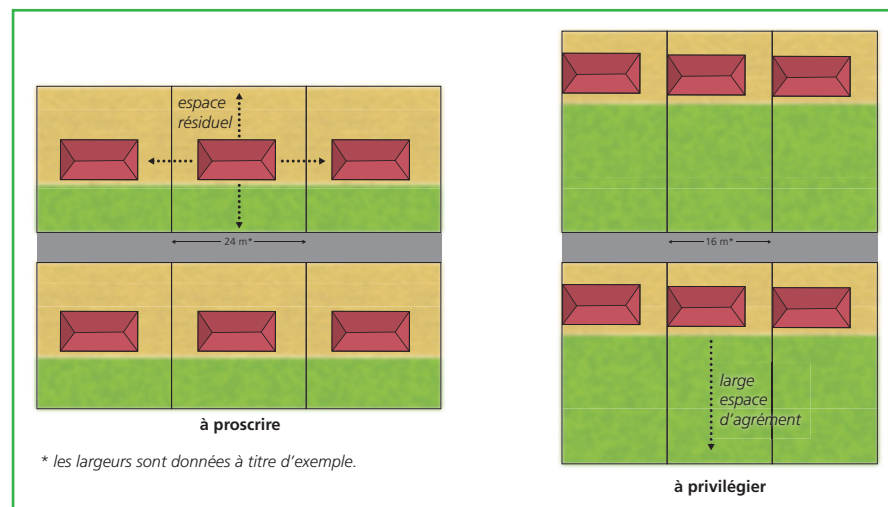 espace
résiduel
24 m*
à proscrire
* les largeurs sont données à titre d’exemple.
16 m*
large
espace
d’agrément
à privilégier